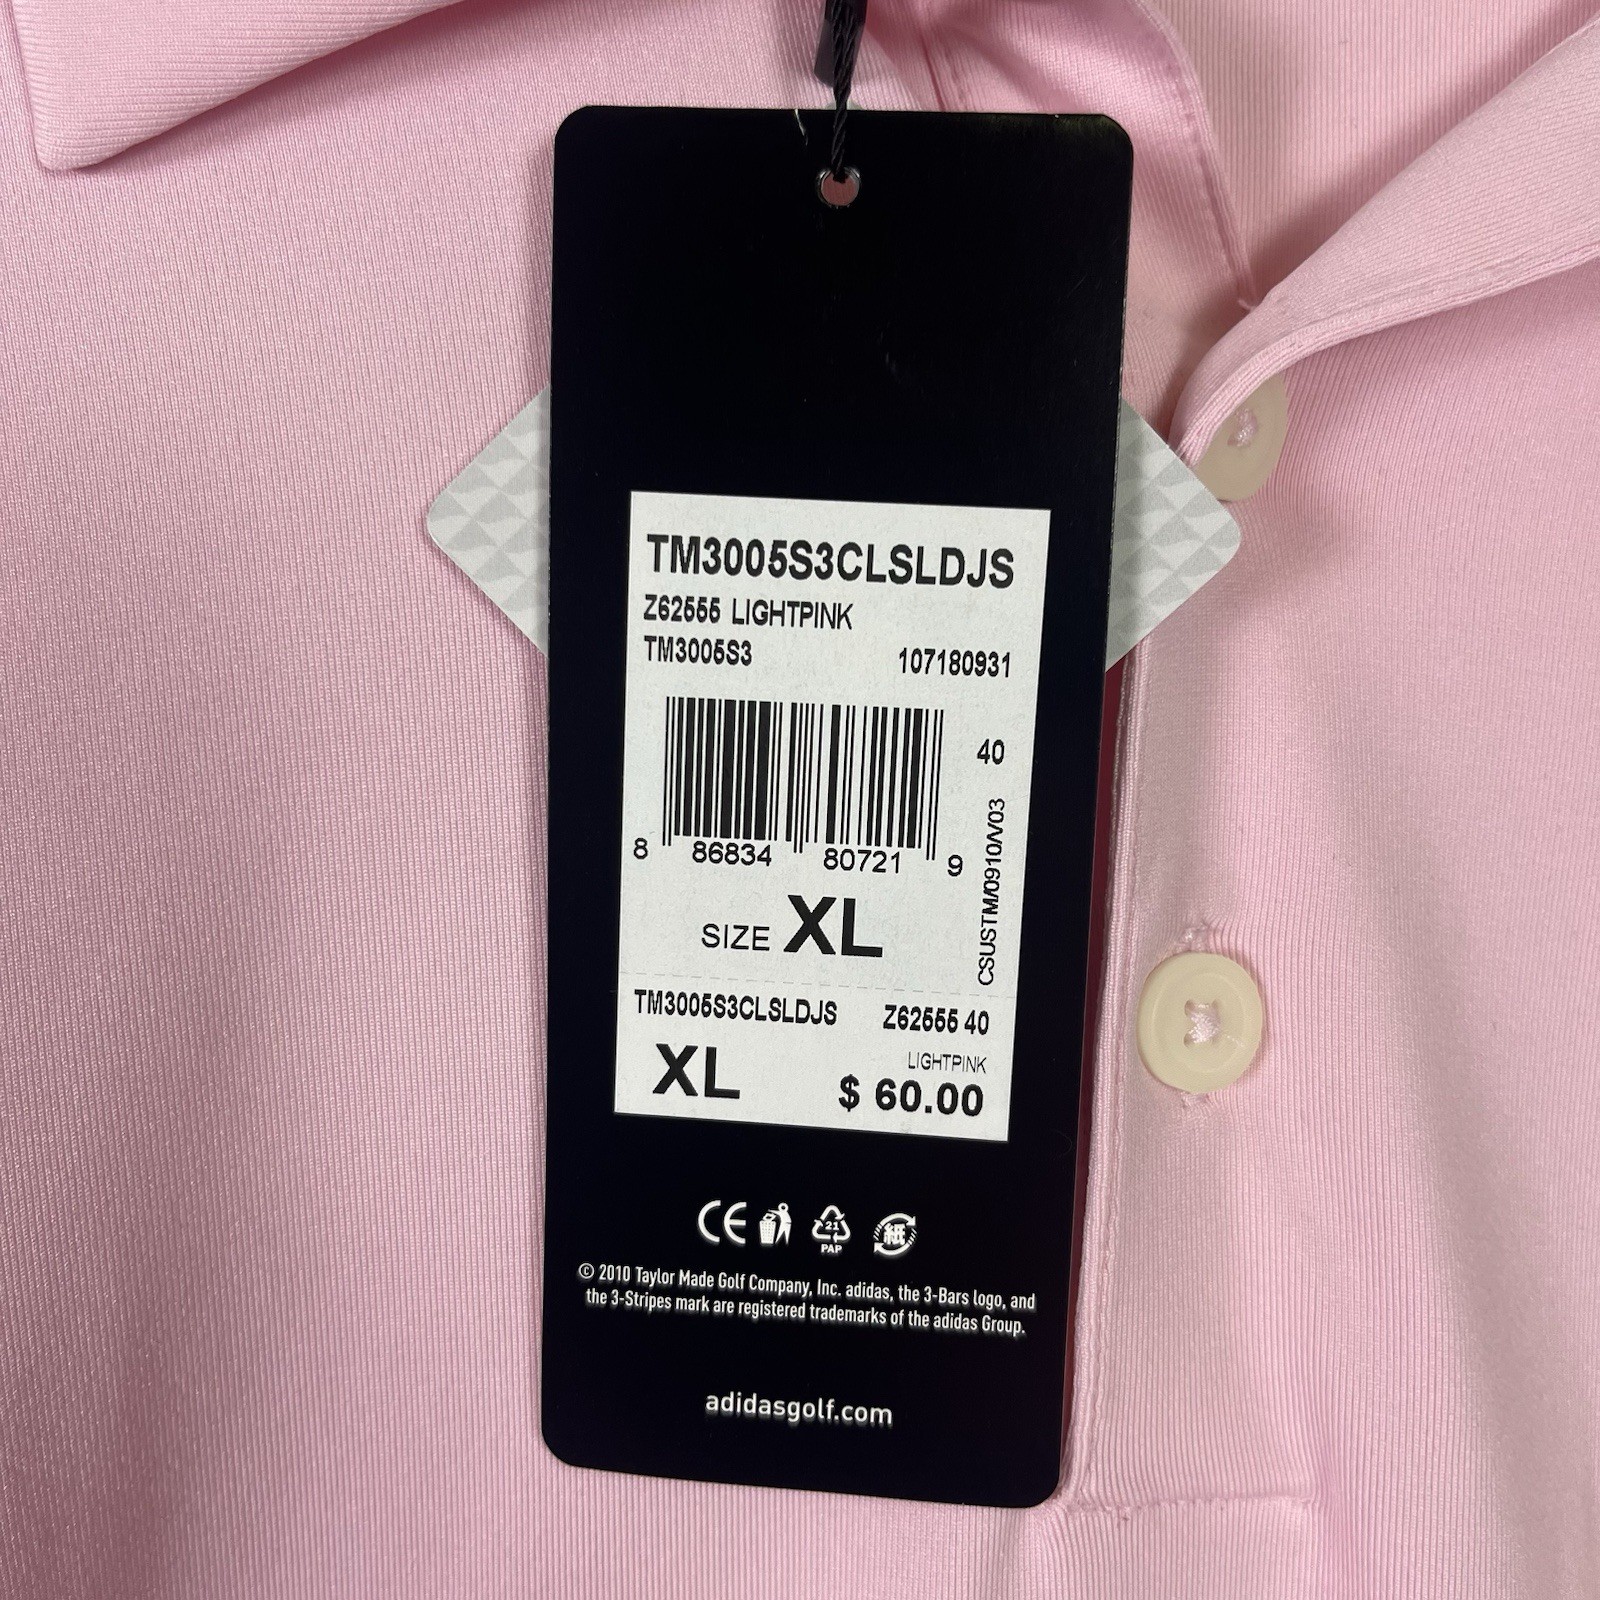 TM3005S3CLSLDJS
Z62555 LIGHTPINK
TM3005S3 107180931
40
8 86834 80721 9
CSUSTM/0910/V03
SIZE XL
TM3005S3CLSLDJS Z62555 40
LIGHTPINK
XL $ 60.00
CE 21 PAP 紙
© 2010 Taylor Made Golf Company, Inc. adidas, the 3-Bars logo, and
the 3-Stripes mark are registered trademarks of the adidas Group.
adidasgolf.com